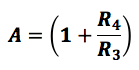 A = (1 + R₄/R₃)